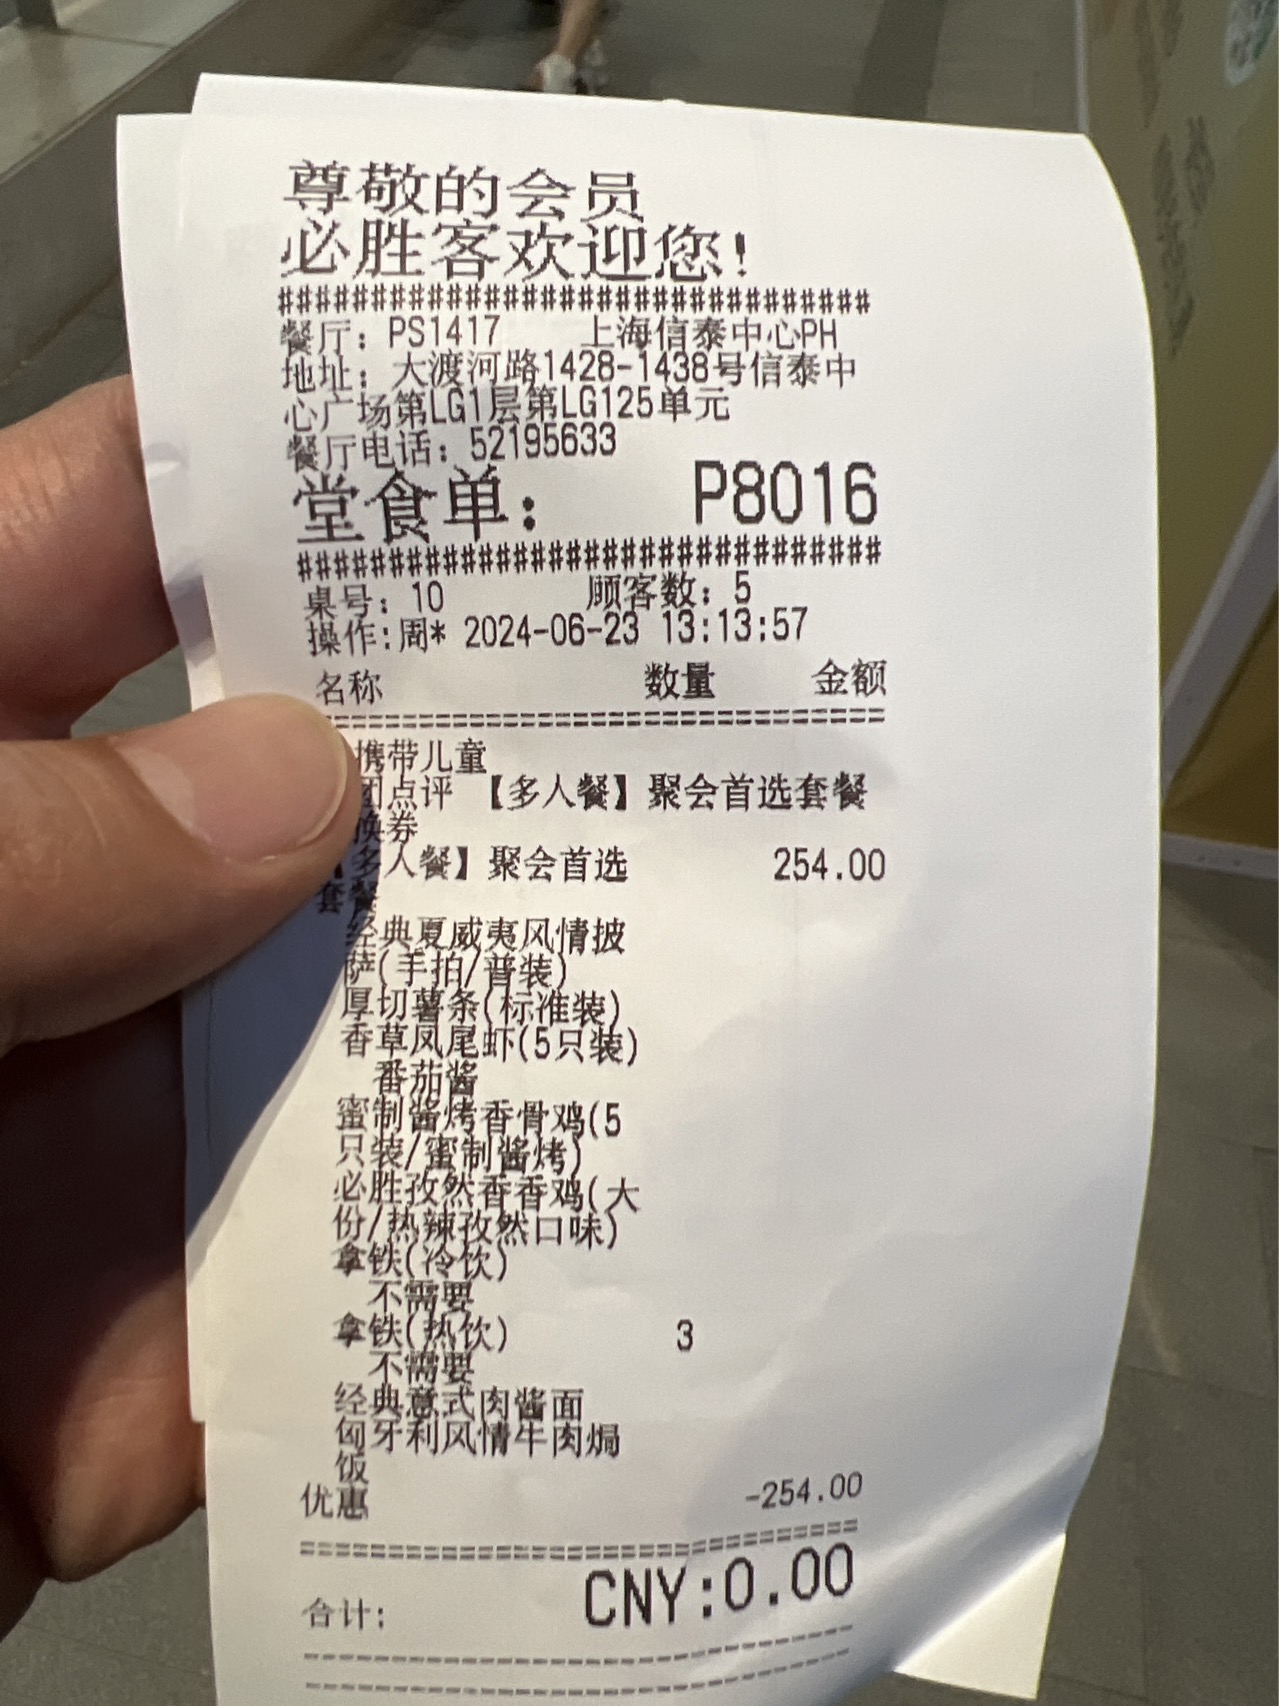 尊敬的会员
必胜客欢迎您!
################################
餐厅: PS1417 上海信泰中心PH
地址: 大渡河路1428-1438号信泰中
心广场第LG1层第LG125单元
餐厅电话: 52195633
堂食单: P8016
################################
桌号: 10 顾客数: 5
操作:周* 2024-06-23 13:13:57
名称 数量 金额
================================
携带儿童
团点评 【多人餐】聚会首选套餐
换券
【多人餐】聚会首选 254.00
套餐
经典夏威夷风情披
萨(手拍/普装)
厚切薯条(标准装)
香草凤尾虾(5只装)
番茄酱
蜜制酱烤香骨鸡(5
只装/蜜制酱烤)
必胜孜然香香鸡(大
份/热辣孜然口味)
拿铁(冷饮)
不需要
拿铁(热饮) 3
不需要
经典意式肉酱面
匈牙利风情牛肉焗
饭
优惠 -254.00
================================
合计: CNY:0.00
================================